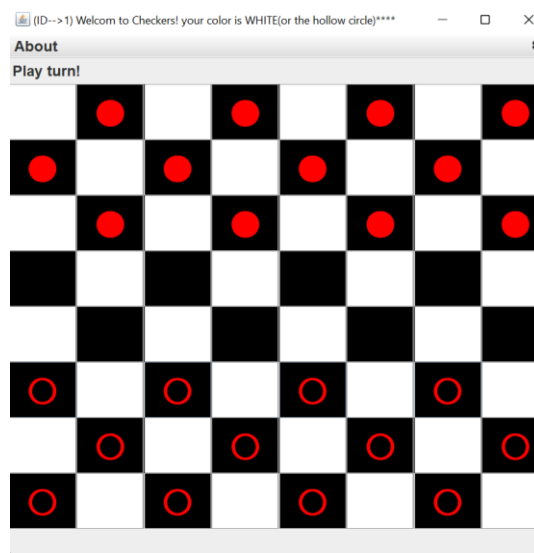 (ID-->1) Welcom to Checkers! your color is WHITE(or the hollow circle)****
About
Play turn!